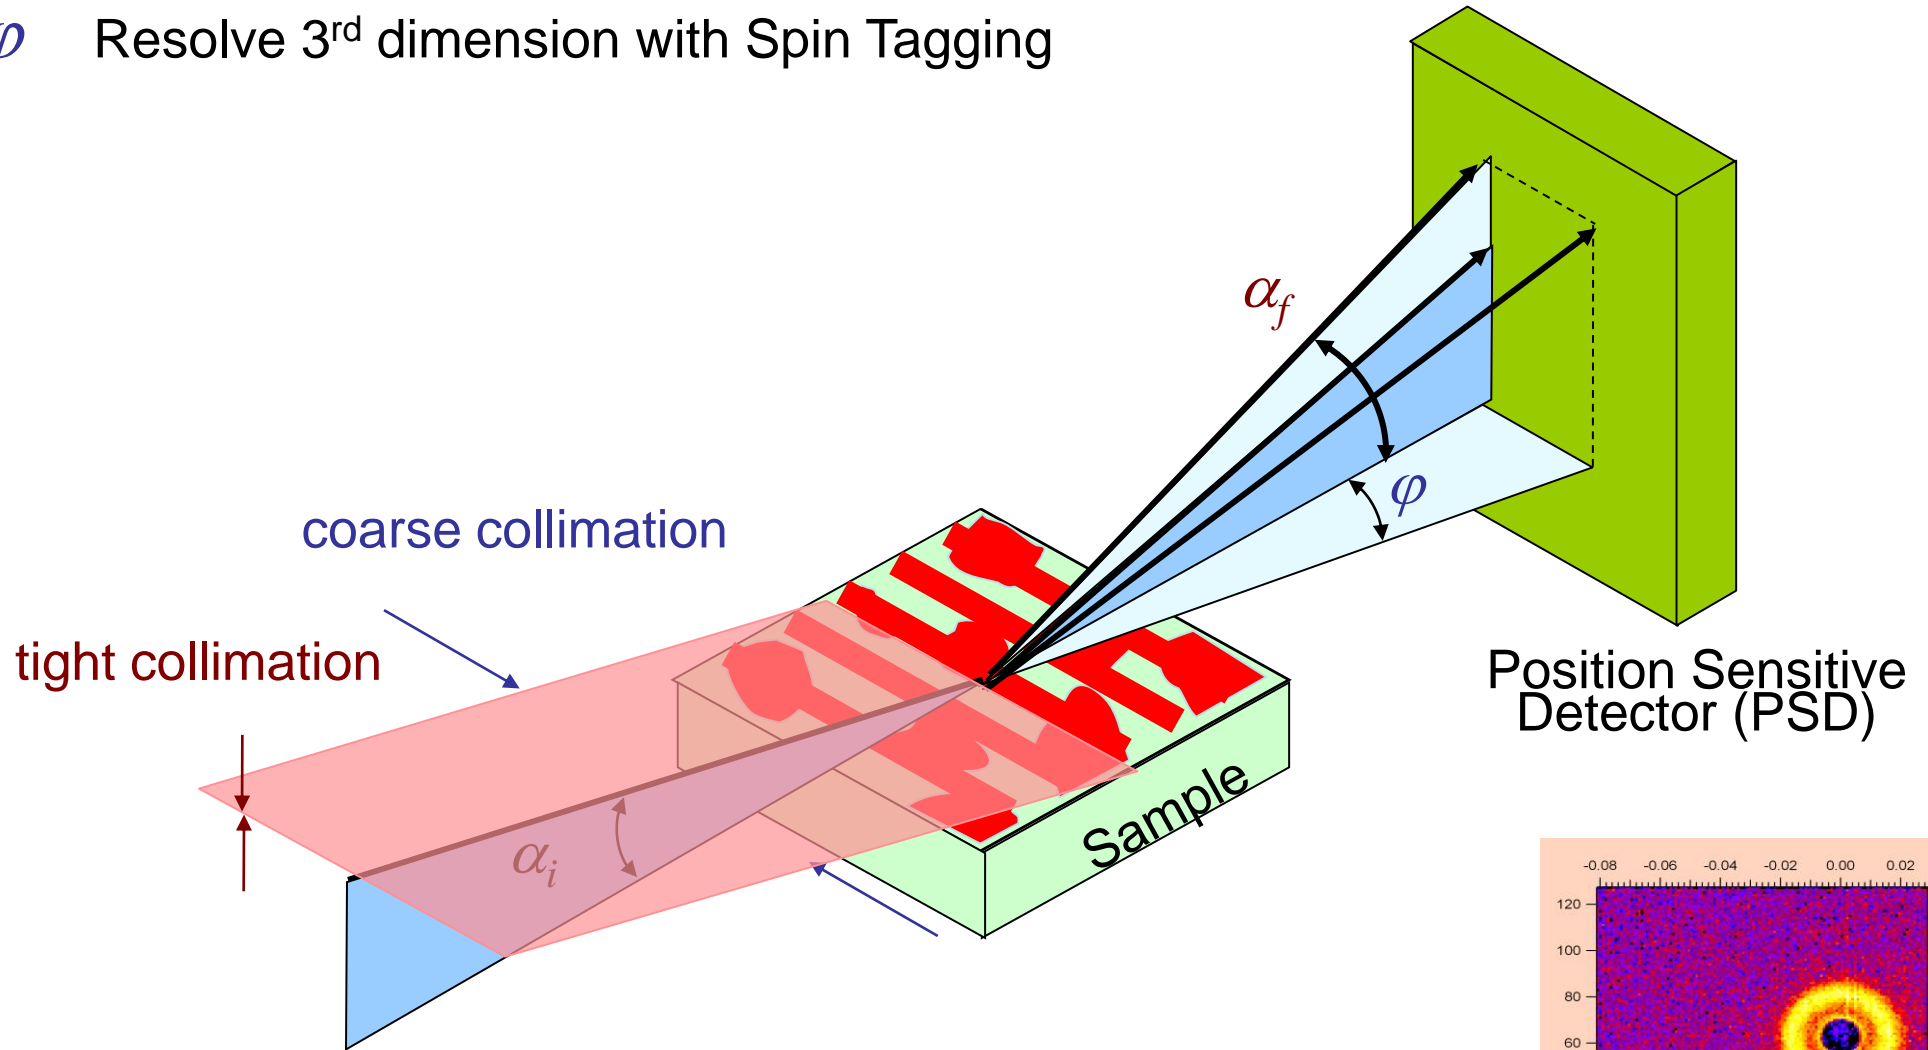 φ Resolve 3rd dimension with Spin Tagging
αf
φ
coarse collimation
tight collimation
Position Sensitive
Detector (PSD)
Sample
αi
-0.08 -0.06 -0.04 -0.02 0.00 0.02
120
100
80
60